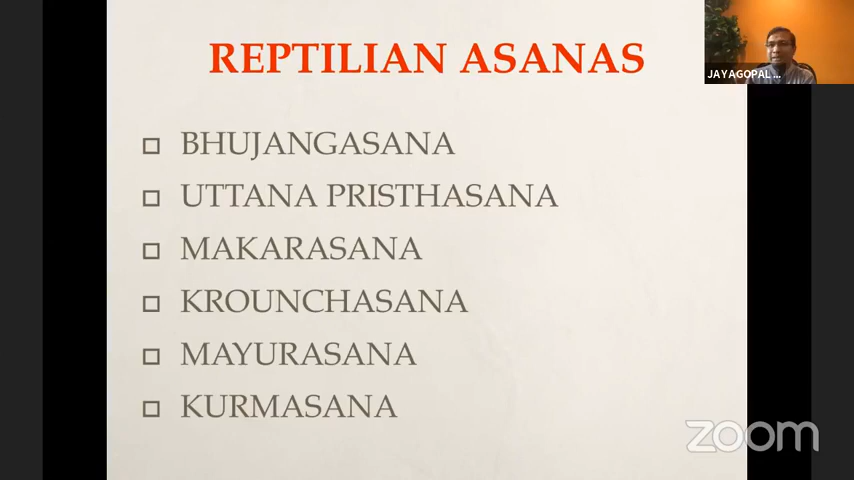 REPTILIAN ASANAS
JAYAGOPAL ...
BHUJANGASANA
UTTANA PRISTHASANA
MAKARASANA
KROUNCHASANA
MAYURASANA
KURMASANA
zoom